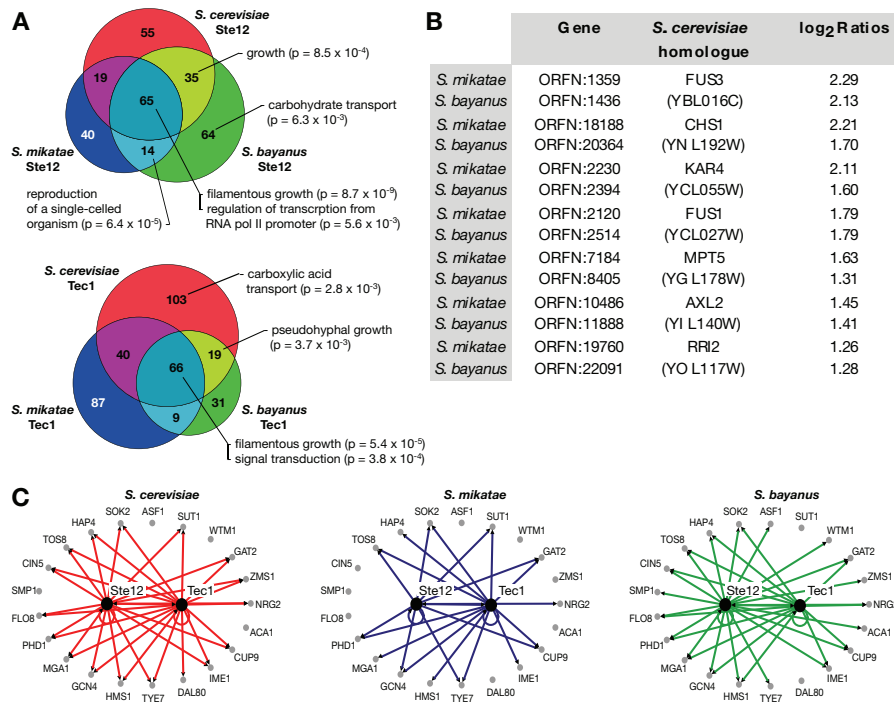 A
S. cerevisiae
Ste12
55
19
35
65
40
64
14
S. mikatae
Ste12
S. bayanus
Ste12
growth (p = 8.5 x 10-4)
carbohydrate transport
(p = 6.3 x 10-3)
reproduction
of a single-celled
organism (p = 6.4 x 10-5)
filamentous growth (p = 8.7 x 10-9)
regulation of transcrption from
RNA pol II promoter (p = 5.6 x 10-3)
S. cerevisiae
Tec1
103
40
19
66
87
31
9
S. mikatae
Tec1
S. bayanus
Tec1
carboxylic acid
transport (p = 2.8 x 10-3)
pseudohyphal growth
(p = 3.7 x 10-3)
filamentous growth (p = 5.4 x 10-5)
signal transduction (p = 3.8 x 10-4)
B
Gene S. cerevisiae homologue log2 Ratios
S. mikatae ORFN:1359 FUS3 2.29
S. bayanus ORFN:1436 (YBL016C) 2.13
S. mikatae ORFN:18188 CHS1 2.21
S. bayanus ORFN:20364 (YN L192W) 1.70
S. mikatae ORFN:2230 KAR4 2.11
S. bayanus ORFN:2394 (YCL055W) 1.60
S. mikatae ORFN:2120 FUS1 1.79
S. bayanus ORFN:2514 (YCL027W) 1.79
S. mikatae ORFN:7184 MPT5 1.63
S. bayanus ORFN:8405 (YG L178W) 1.31
S. mikatae ORFN:10486 AXL2 1.45
S. bayanus ORFN:11888 (YI L140W) 1.41
S. mikatae ORFN:19760 RRI2 1.26
S. bayanus ORFN:22091 (YO L117W) 1.28
C
S. cerevisiae
SOK2
ASF1
SUT1
HAP4
WTM1
TOS8
GAT2
CIN5
ZMS1
Ste12
Tec1
SMP1
NRG2
FLO8
ACA1
PHD1
CUP9
MGA1
IME1
GCN4
DAL80
HMS1
TYE7
S. mikatae
SOK2
ASF1
SUT1
HAP4
WTM1
TOS8
GAT2
CIN5
ZMS1
Ste12
Tec1
SMP1
NRG2
FLO8
ACA1
PHD1
CUP9
MGA1
IME1
GCN4
DAL80
HMS1
TYE7
S. bayanus
SOK2
ASF1
SUT1
HAP4
WTM1
TOS8
GAT2
CIN5
ZMS1
Ste12
Tec1
SMP1
NRG2
FLO8
ACA1
PHD1
CUP9
MGA1
IME1
GCN4
DAL80
HMS1
TYE7